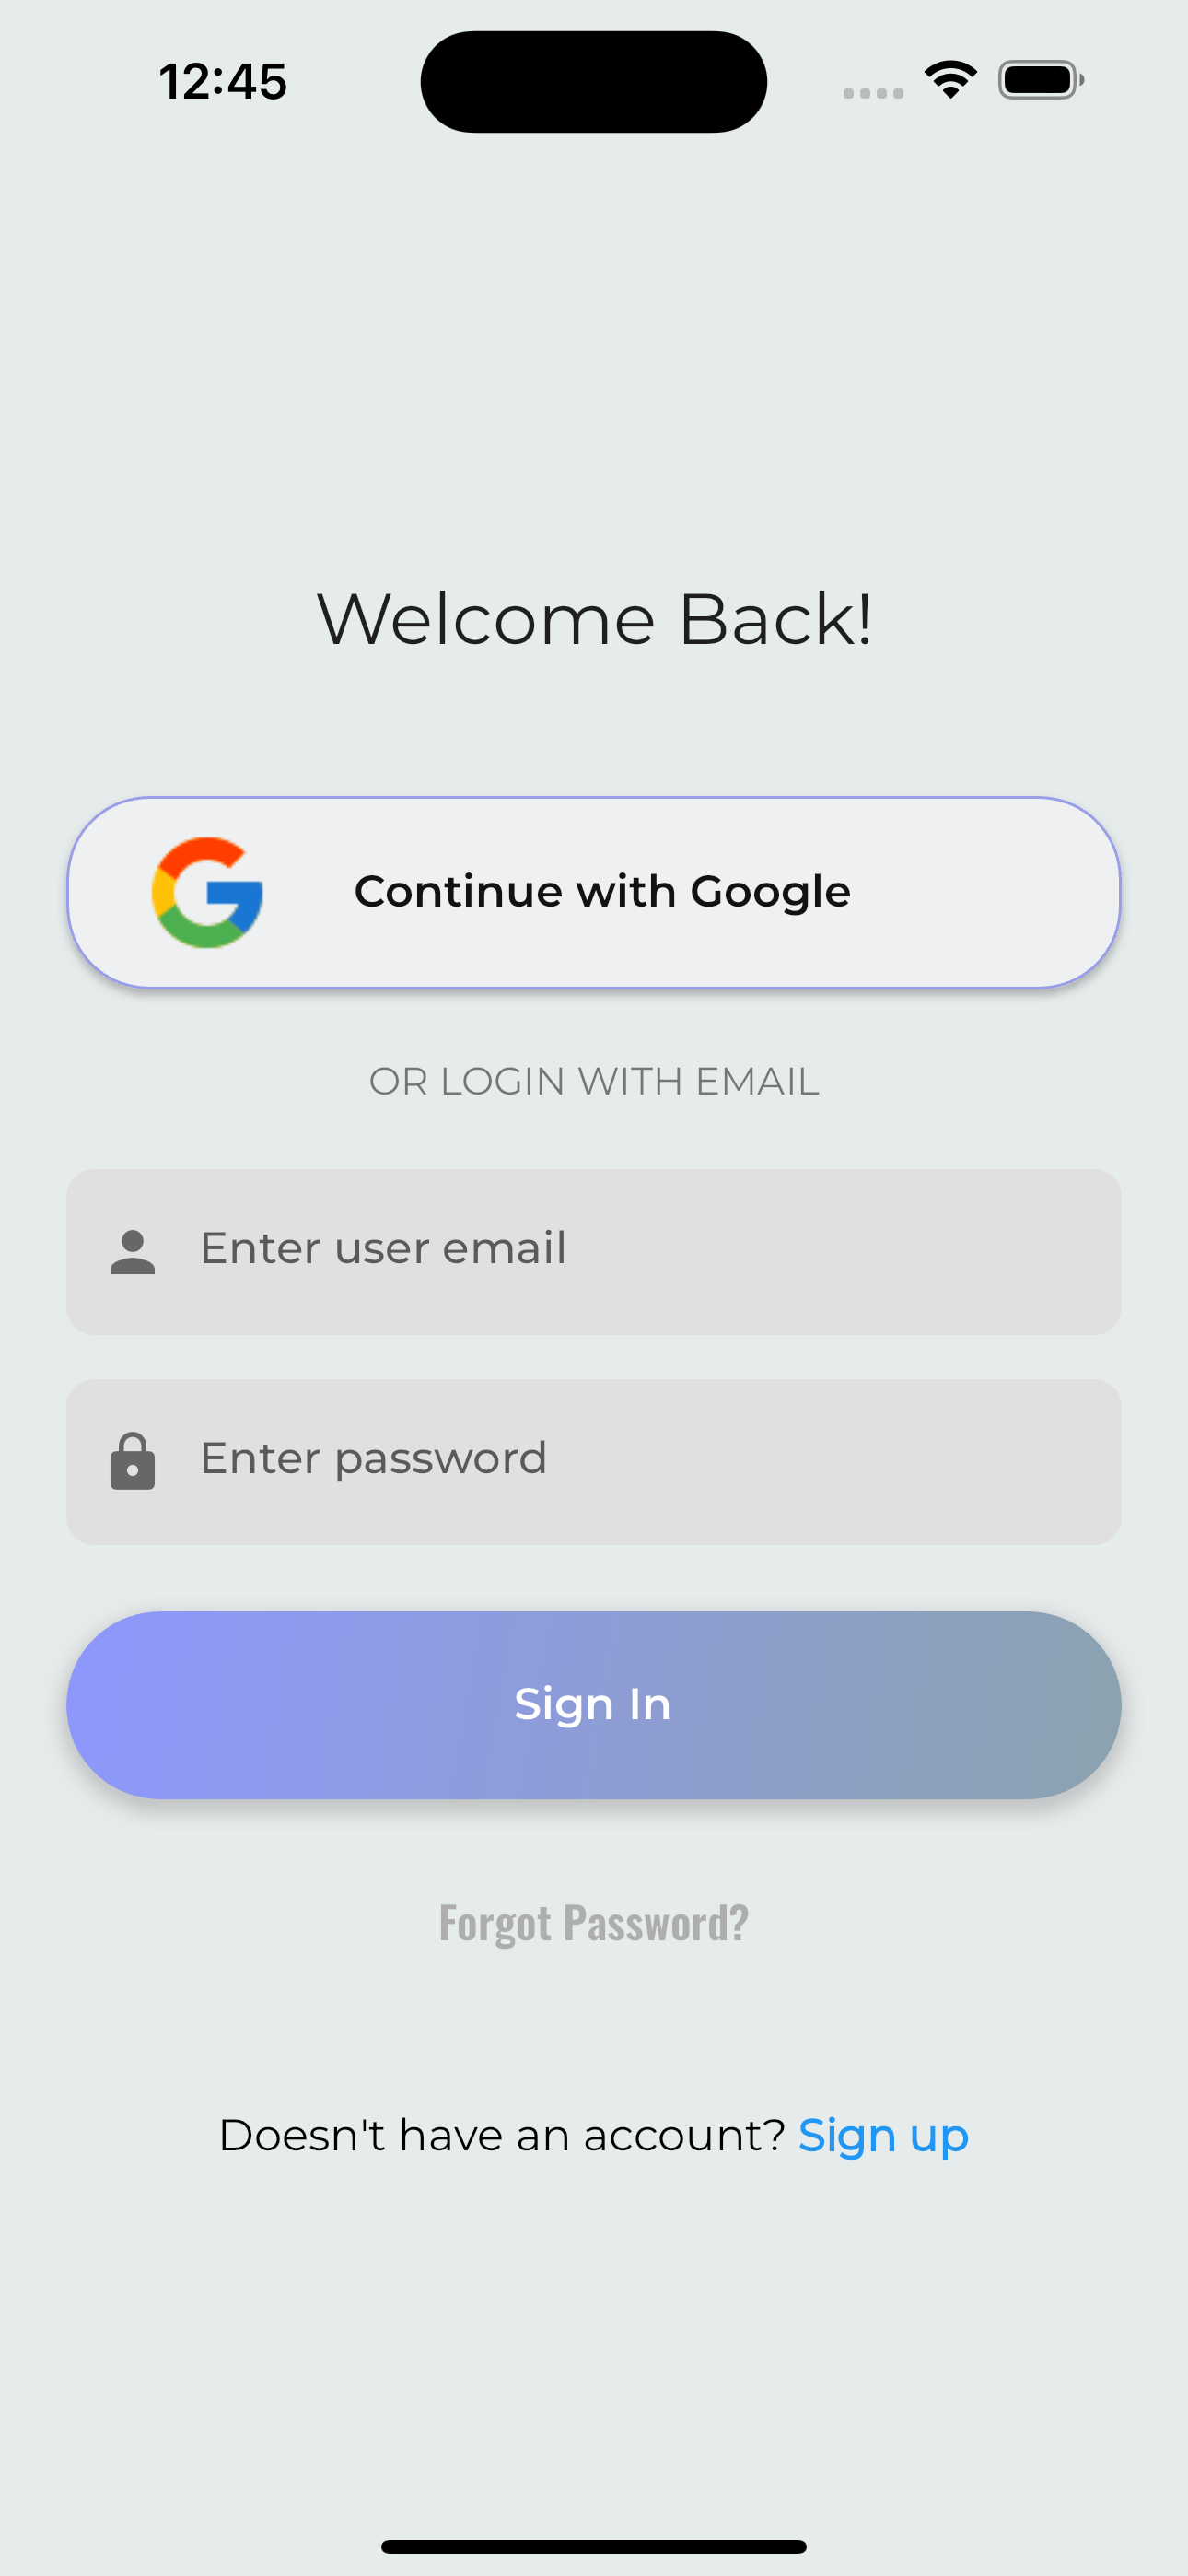 12:45
Welcome Back!
Continue with Google
OR LOGIN WITH EMAIL
Enter user email
Enter password
Sign In
Forgot Password?
Doesn't have an account? Sign up